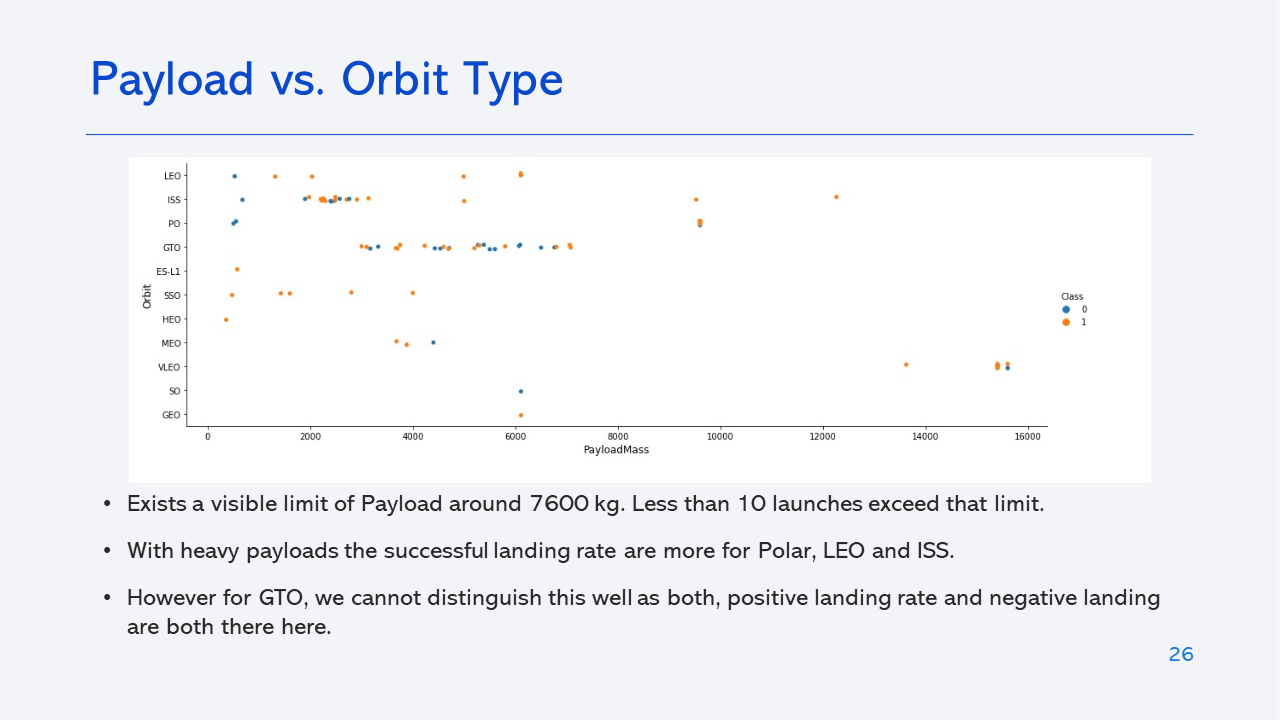 Payload vs. Orbit Type
LEO
ISS
PO
GTO
ES-L1
SSO
HEO
MEO
VLEO
SO
GEO
Orbit
0 2000 4000 6000 8000 10000 12000 14000 16000
PayloadMass
Class
0
1
• Exists a visible limit of Payload around 7600 kg. Less than 10 launches exceed that limit.
• With heavy payloads the successful landing rate are more for Polar, LEO and ISS.
• However for GTO, we cannot distinguish this well as both, positive landing rate and negative landing
are both there here.
26